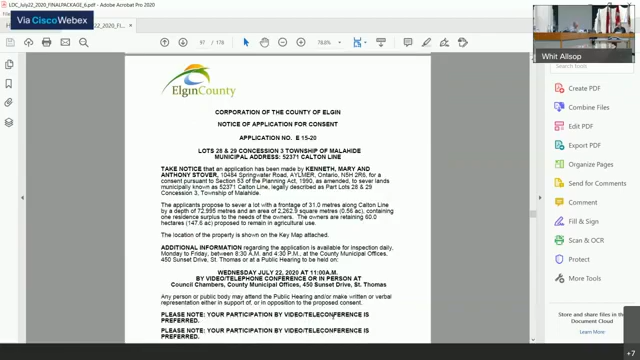 LOC_July22_2020_FINALPACKAGE_6.pdf - Adobe Acrobat Pro 2020
Via Cisco Webex
97 / 178
78.8%
Whit Allsop
Search tools
Create PDF
Combine Files
Edit PDF
Export PDF
Organize Pages
Send for Comments
Comment
Fill & Sign
Scan & OCR
Protect
More Tools
Store and share files in the
Document Cloud
Learn More
+7
ElginCounty
CORPORATION OF THE COUNTY OF ELGIN
NOTICE OF APPLICATION FOR CONSENT
APPLICATION NO. E 15-20
LOTS 28 & 29 CONCESSION 3 TOWNSHIP OF MALAHIDE
MUNICIPAL ADDRESS: 52371 CALTON LINE
TAKE NOTICE that an application has been made by KENNETH, MARY AND
ANTHONY STOVER, 10484 Springwater Road, AYLMER, Ontario, N5H 2R6, for
a consent pursuant to Section 53 of the Planning Act, 1990, as amended, to sever lands
municipally known as 52371 Calton Line, legally described as Part Lots 28 & 29
Concession 3, Township of Malahide.
The applicants propose to sever a lot with a frontage of 31.0 metres along Calton
Line by a depth of 72,995 metres and an area of 2,262.9 square metres (0.56 ac), containing
one residence surplus to the needs of the owners. The owners are retaining 60.0
hectares (147.6 ac) proposed to remain in agricultural use.
The location of the property is shown on the Key Map attached.
ADDITIONAL INFORMATION regarding the application is available for inspection daily,
Monday to Friday, between 8:30 A.M. and 4:30 P.M., at the County Municipal Offices,
450 Sunset Drive, St. Thomas or at a Public Hearing to be held on:
WEDNESDAY JULY 22, 2020 AT 11:00A.M.
BY VIDEO/TELEPHONE CONFERENCE OR IN PERSON AT
Council Chambers, County Municipal Offices, 450 Sunset Drive, St. Thomas
Any person or public body may attend the Public Hearing and/or make written or verbal
representation either in support of, or in opposition to the proposed consent.
PLEASE NOTE: YOUR PARTICIPATION BY VIDEO/TELECONFERENCE IS
PREFERRED.
PLEASE NOTE: YOUR PARTICIPATION BY VIDEO/TELECONFERENCE IS
PREFERRED.